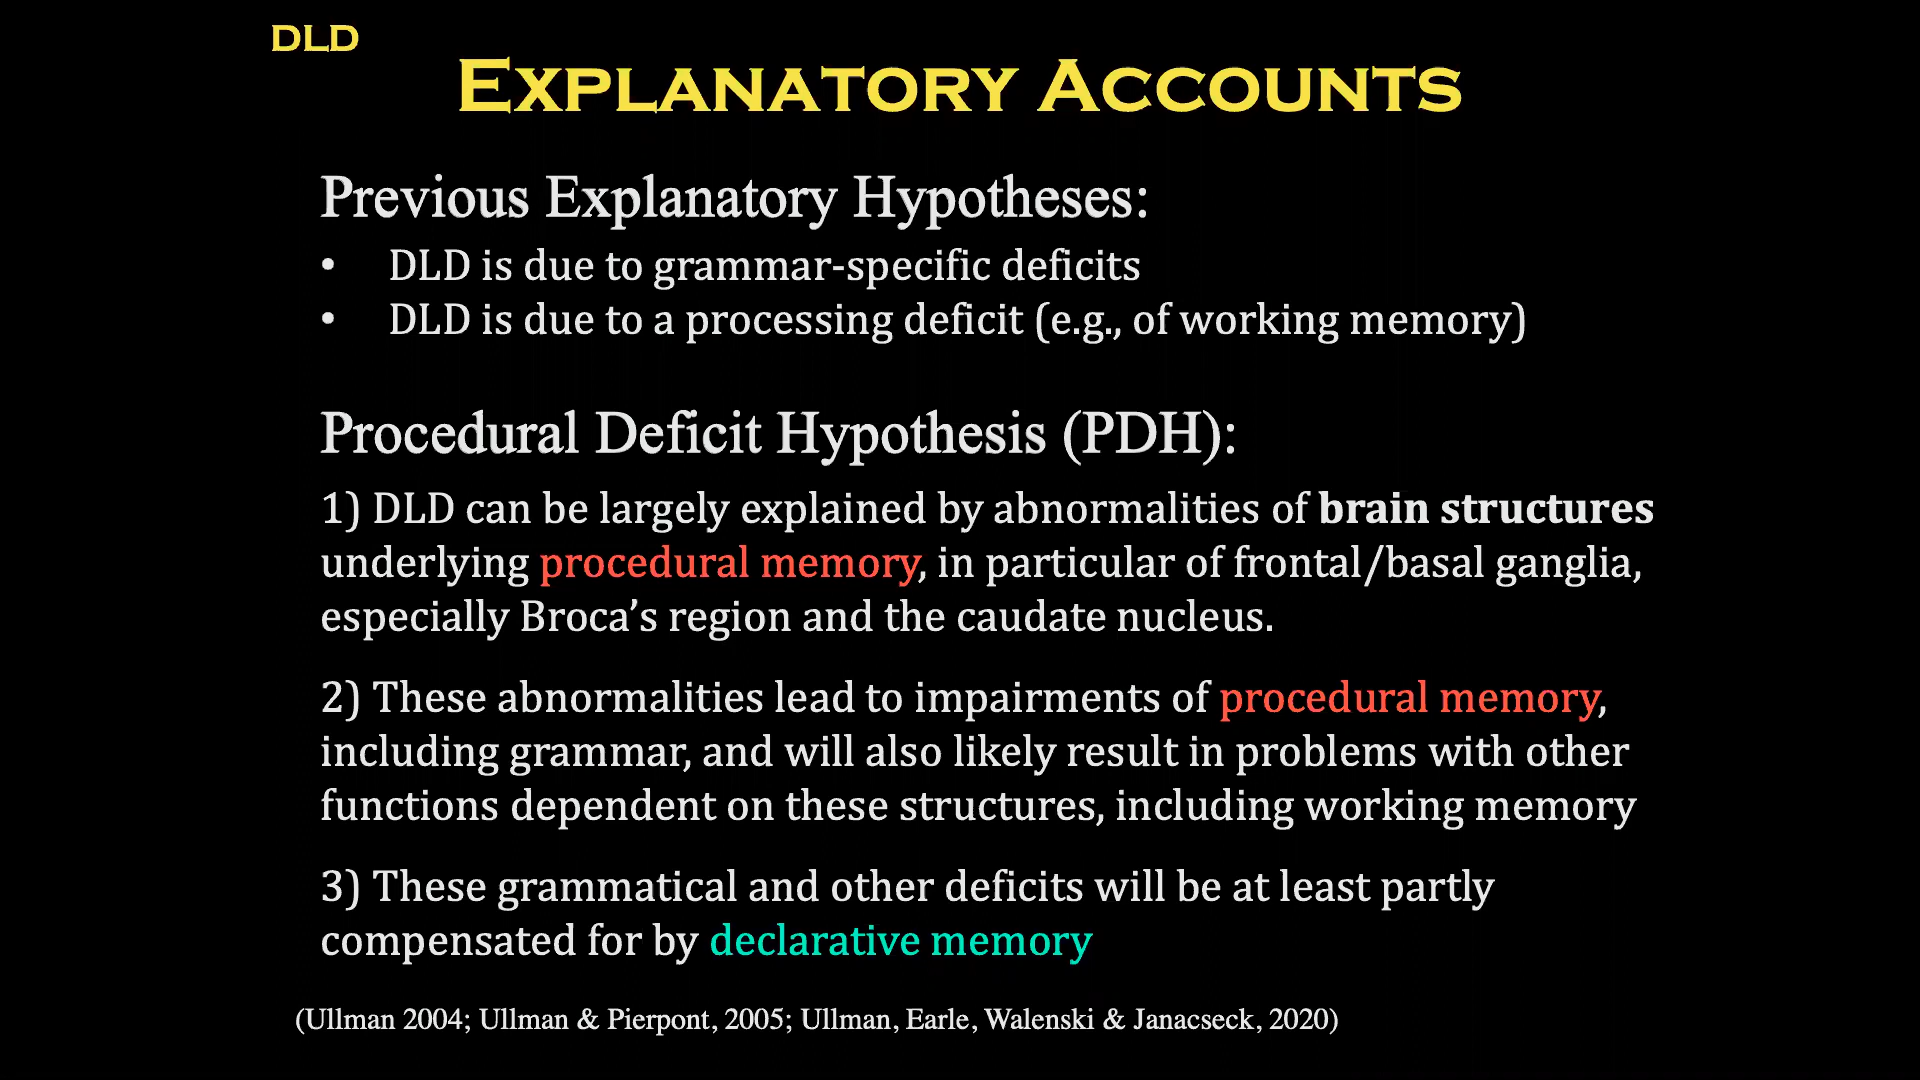 DLD
EXPLANATORY ACCOUNTS
Previous Explanatory Hypotheses:
• DLD is due to grammar-specific deficits
• DLD is due to a processing deficit (e.g., of working memory)
Procedural Deficit Hypothesis (PDH):
1) DLD can be largely explained by abnormalities of brain structures
underlying procedural memory, in particular of frontal/basal ganglia,
especially Broca’s region and the caudate nucleus.
2) These abnormalities lead to impairments of procedural memory,
including grammar, and will also likely result in problems with other
functions dependent on these structures, including working memory
3) These grammatical and other deficits will be at least partly
compensated for by declarative memory
(Ullman 2004; Ullman & Pierpont, 2005; Ullman, Earle, Walenski & Janacseck, 2020)